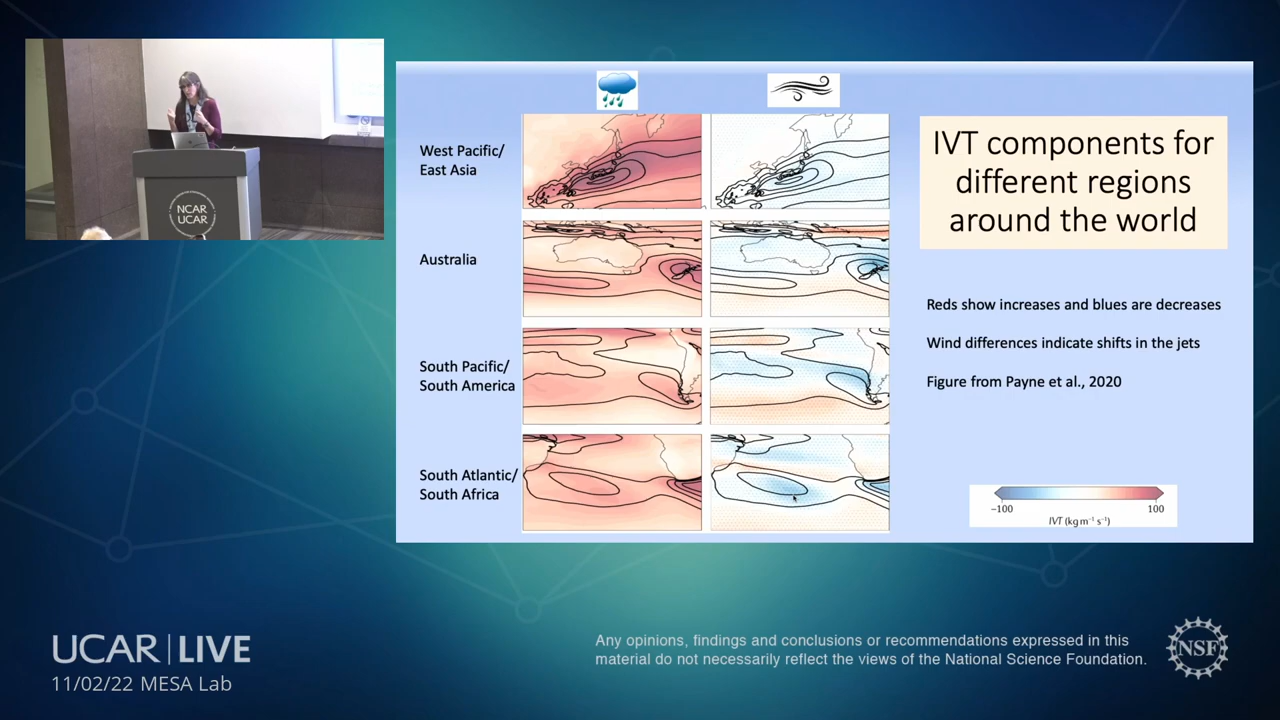 NCAR
UCAR
West Pacific/
East Asia
Australia
South Pacific/
South America
South Atlantic/
South Africa
IVT components for
different regions
around the world
Reds show increases and blues are decreases
Wind differences indicate shifts in the jets
Figure from Payne et al., 2020
−100 100
IVT (kg m⁻¹ s⁻¹)
UCAR | LIVE
11/02/22 MESA Lab
Any opinions, findings and conclusions or recommendations expressed in this
material do not necessarily reflect the views of the National Science Foundation.
NSF